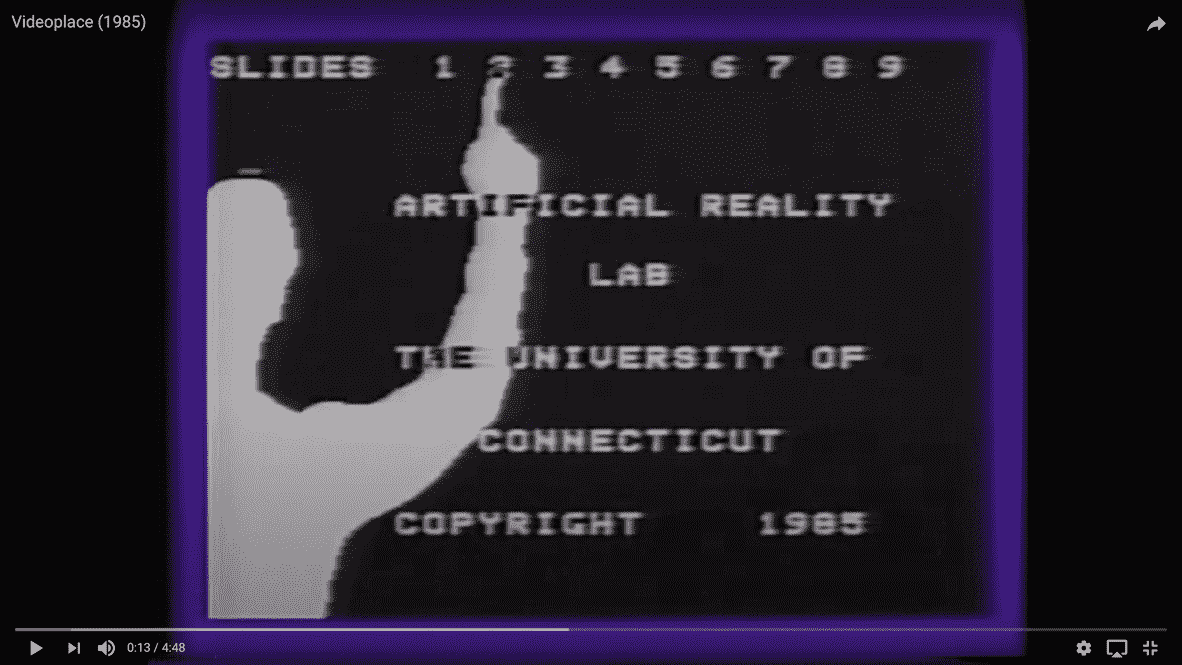 Videoplace (1985)
SLIDES 1 2 3 4 5 6 7 8 9
ARTIFICIAL REALITY
LAB
THE UNIVERSITY OF
CONNECTICUT
COPYRIGHT 1985
0:13 / 4:48